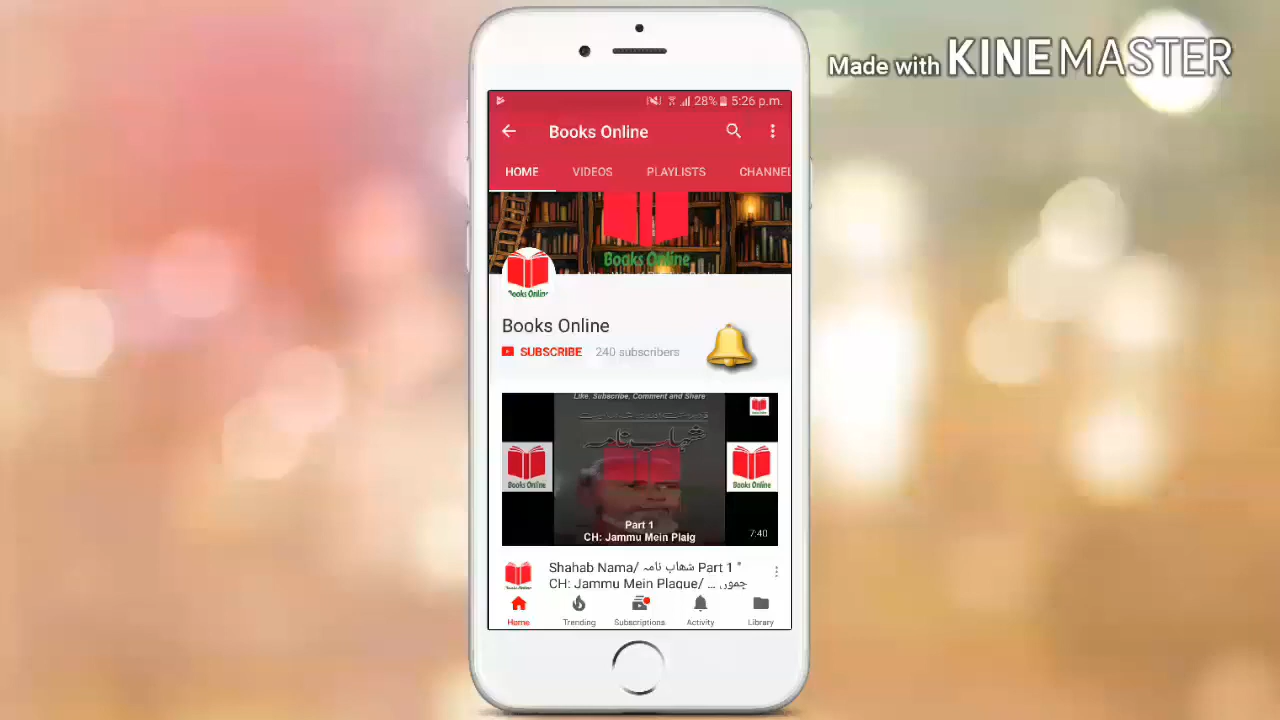 Made with KINEMASTER
28% 5:26 p.m.
Books Online
HOME VIDEOS PLAYLISTS CHANNEL
Books Online
Books Online
Books Online
SUBSCRIBE 240 subscribers
Like, Subscribe, Comment and Share
شہاب نامہ
Books Online
Books Online
Part 1
CH: Jammu Mein Plaig
7:40
Shahab Nama/ شهاب نامہ Part 1 "
CH: Jammu Mein Plaque/ ... جموں
Home Trending Subscriptions Activity Library